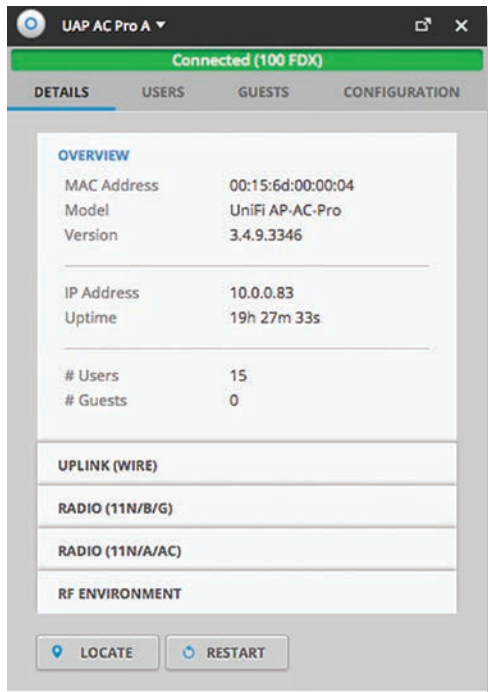 UAP AC Pro A
Connected (100 FDX)
DETAILS USERS GUESTS CONFIGURATION
OVERVIEW
MAC Address 00:15:6d:00:00:04
Model UniFi AP-AC-Pro
Version 3.4.9.3346
IP Address 10.0.0.83
Uptime 19h 27m 33s
# Users 15
# Guests 0
UPLINK (WIRE)
RADIO (11N/B/G)
RADIO (11N/A/AC)
RF ENVIRONMENT
LOCATE RESTART